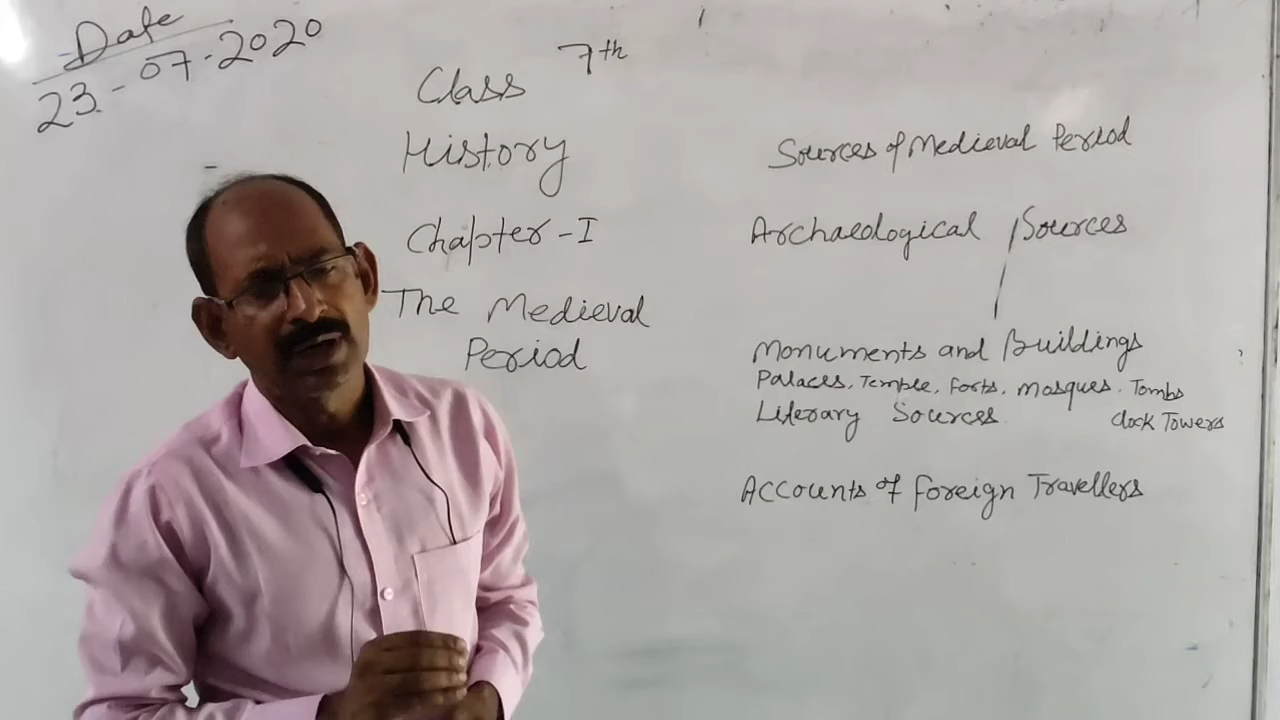 Date
23-07-2020
Class 7th
History
Chapter-I
The Medieval
Period
Sources of Medieval Period
Archaeological Sources
Monuments and Buildings
Palaces, Temple, Forts, Mosques. Tombs
Clock Towers
Literary Sources
Accounts of Foreign Travellers